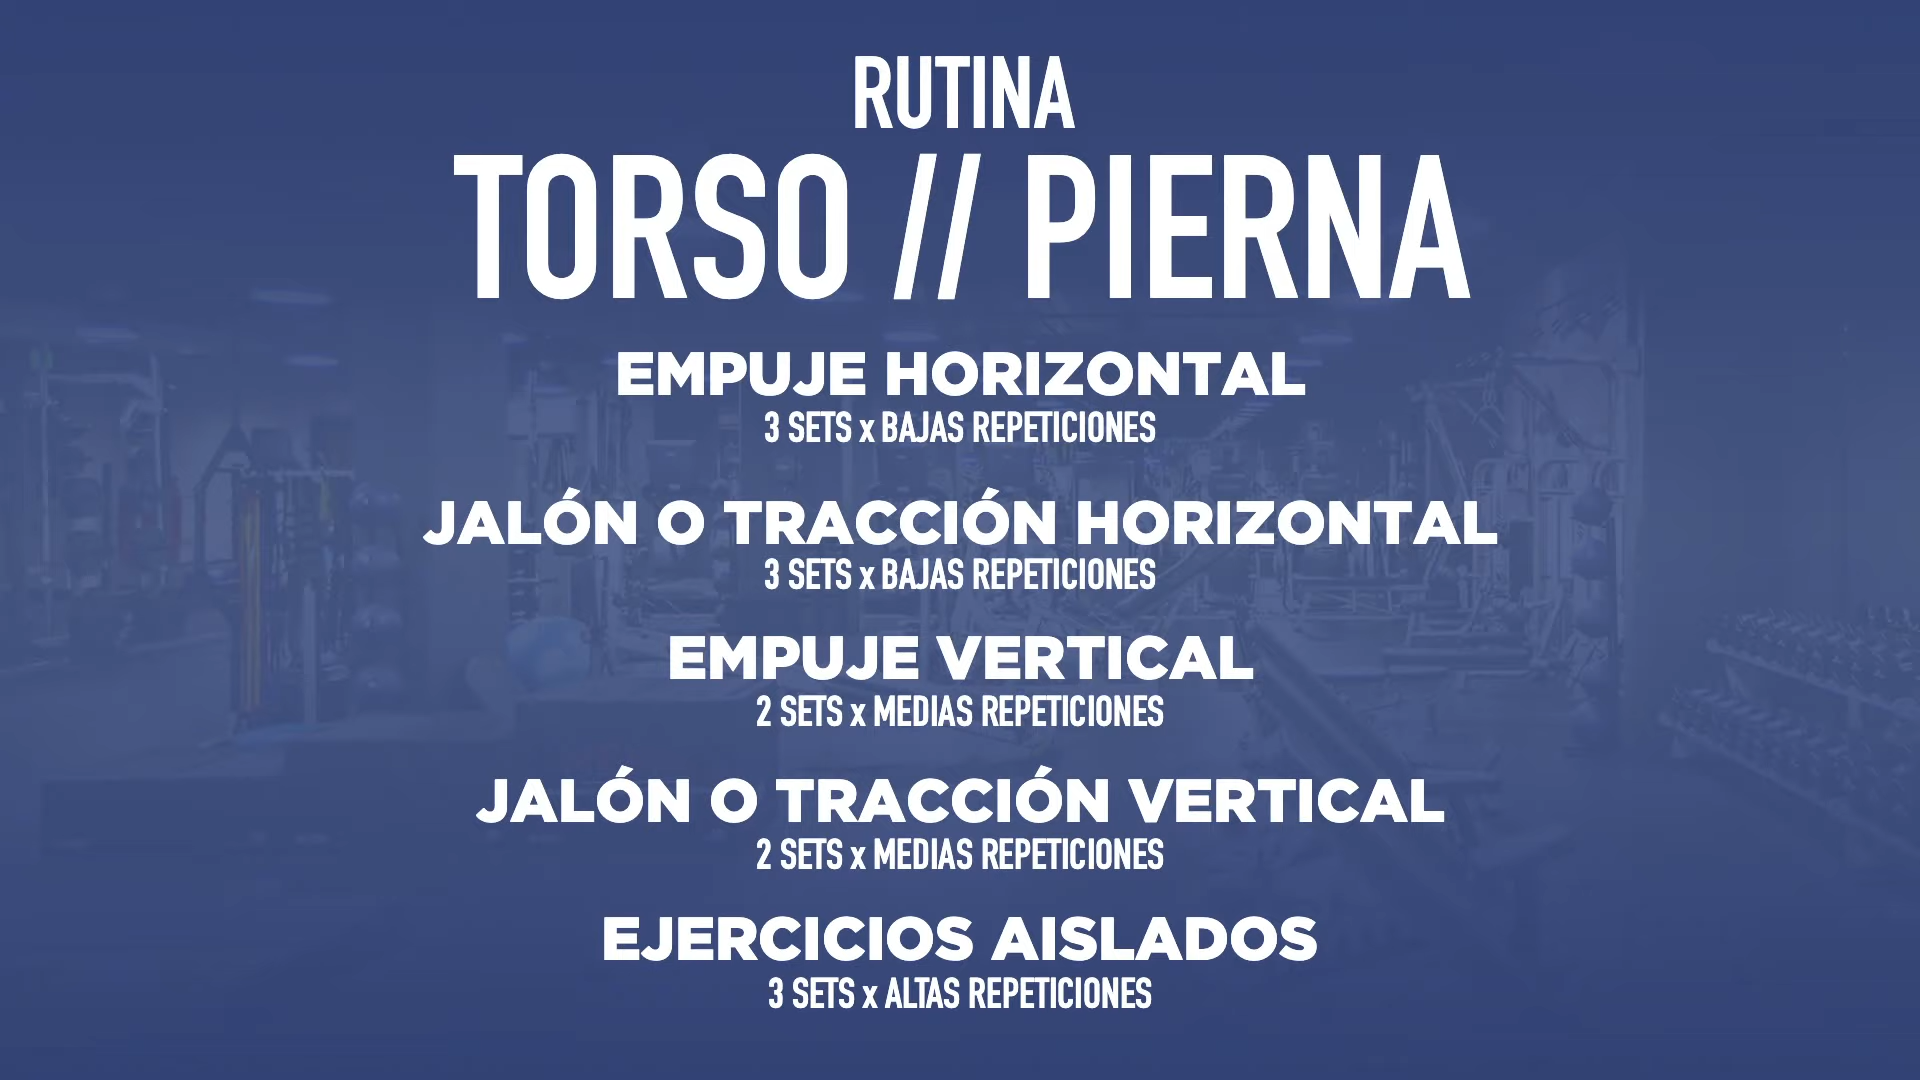 RUTINA
TORSO // PIERNA
EMPUJE HORIZONTAL
3 SETS x BAJAS REPETICIONES
JALÓN O TRACCIÓN HORIZONTAL
3 SETS x BAJAS REPETICIONES
EMPUJE VERTICAL
2 SETS x MEDIAS REPETICIONES
JALÓN O TRACCIÓN VERTICAL
2 SETS x MEDIAS REPETICIONES
EJERCICIOS AISLADOS
3 SETS x ALTAS REPETICIONES